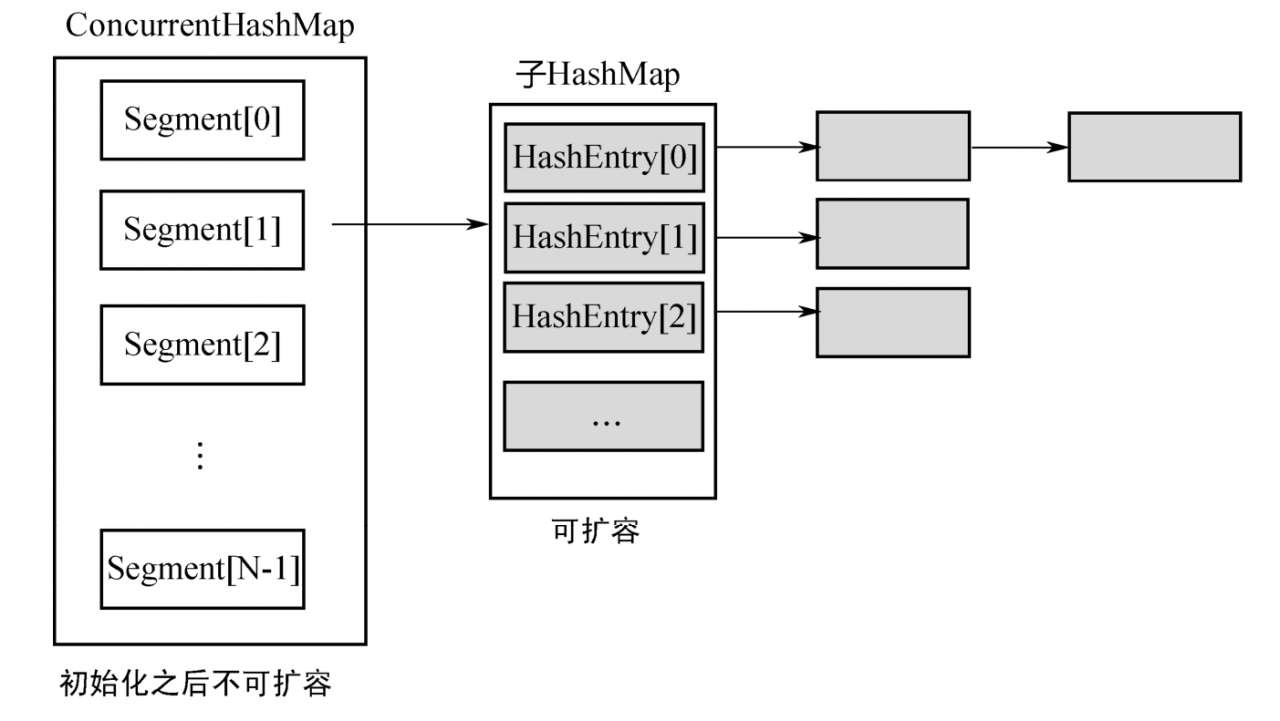 ConcurrentHashMap
Segment[0]
Segment[1]
Segment[2]
⋮
Segment[N-1]
初始化之后不可扩容
子HashMap
HashEntry[0]
HashEntry[1]
HashEntry[2]
...
可扩容